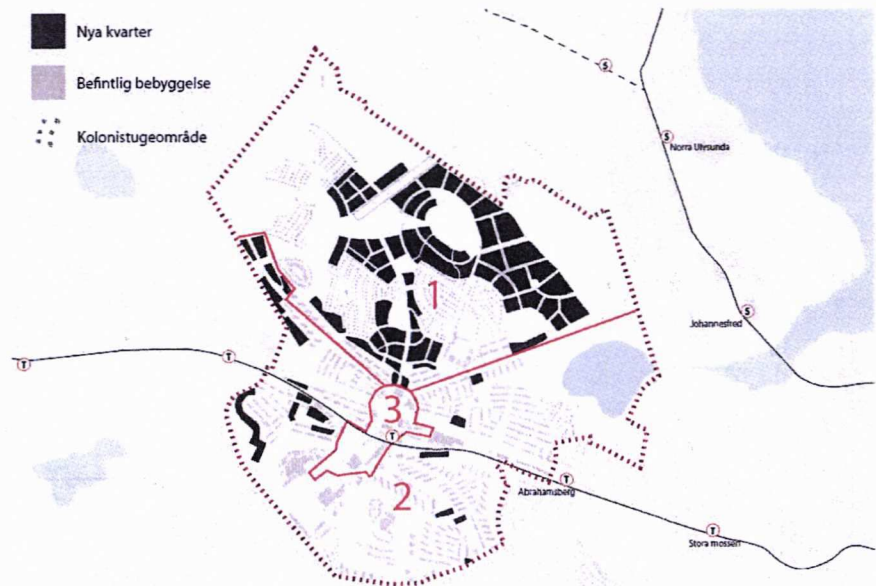 Nya kvarter
Befintlig bebyggelse
Kolonistugeområde
S
S
Norra Ulvsunda
1
S
Johannesfred
T
T
3
T
2
T
Abrahamsberg
T
Stora mossen